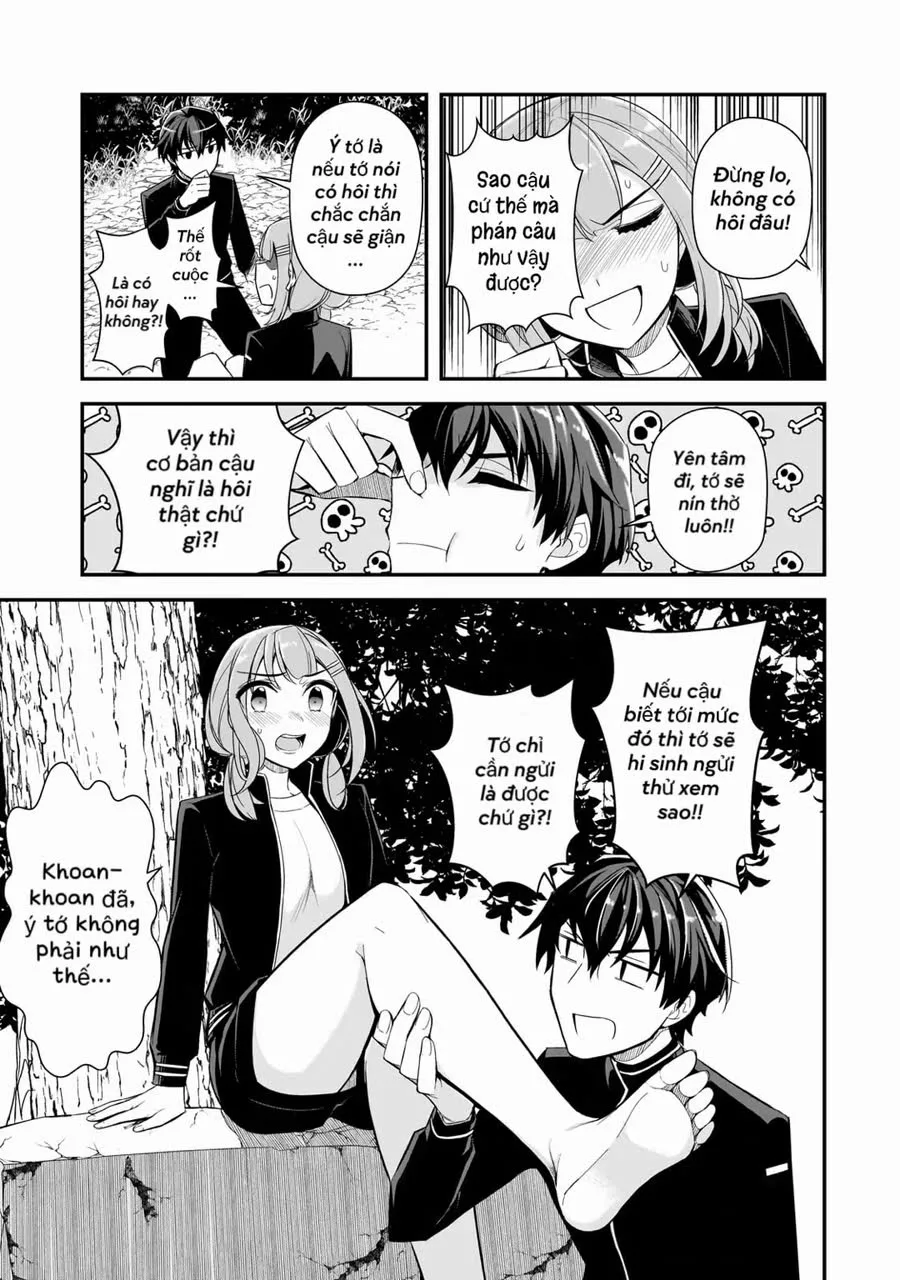 Đừng lo,
không có
hôi đâu!
Sao cậu
cứ thế mà
phán câu
như vậy
được?
Ý tớ là
nếu tớ nói
có hôi thì
chắc chắn
cậu sẽ giận
...
Thế
rốt
cuộc
...
Là có
hôi hay
không?!
Yên tâm
đi, tớ sẽ
nín thở
luôn!!
Vậy thì
cơ bản cậu
nghĩ là hôi
thật chứ
gì?!
Nếu cậu
biết tới mức
đó thì tớ sẽ
hi sinh ngửi
thử xem
sao!!
Tớ chỉ
cần ngửi
là được
chứ gì?!
Khoan-
khoan đã,
ý tớ không
phải như
thế...